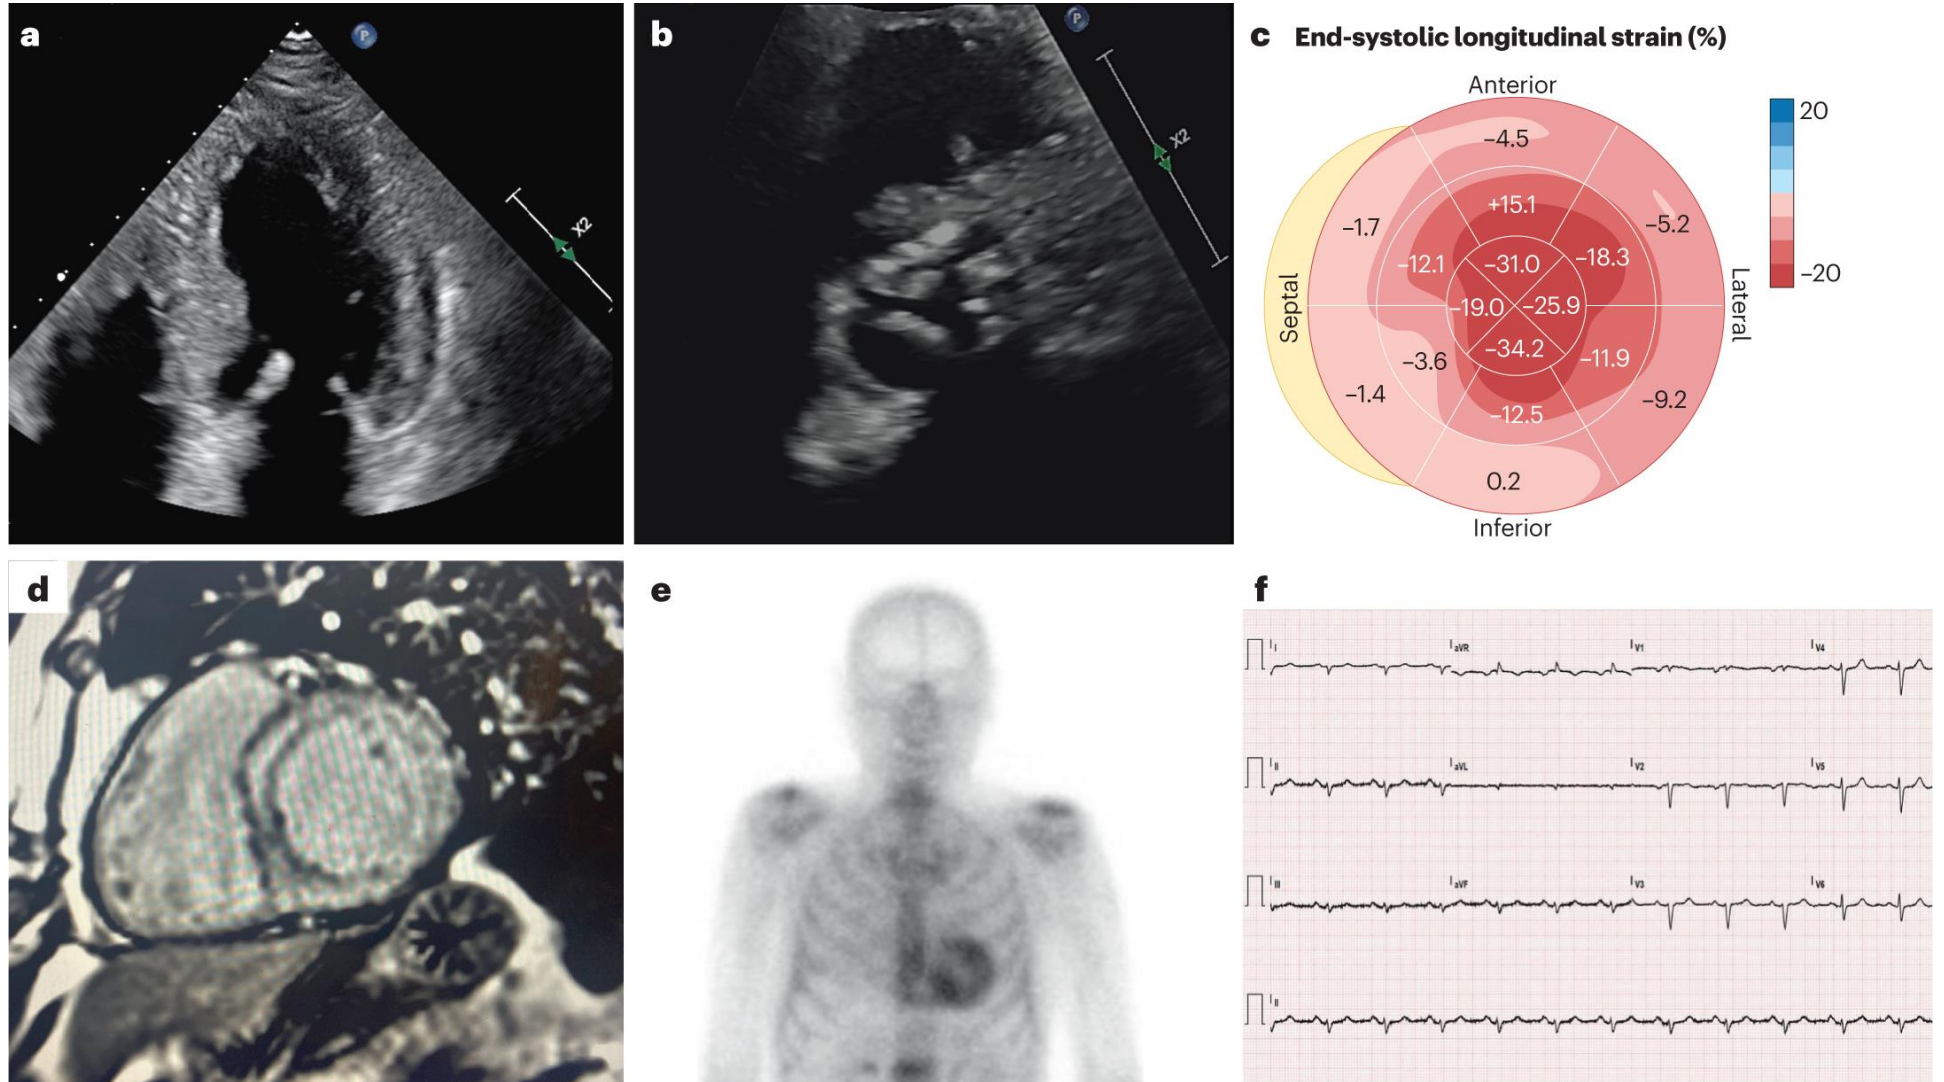 a
P
X2
b
P
X2
c End-systolic longitudinal strain (%)
Anterior
20
–20
–4.5
–1.7
+15.1
–5.2
–12.1
–31.0
–18.3
Septal
–19.0
–25.9
Lateral
–34.2
–3.6
–11.9
–1.4
–12.5
–9.2
0.2
Inferior
d
e
f
I aVR V1 V4
II aVL V2 V5
III aVF V3 V6
II